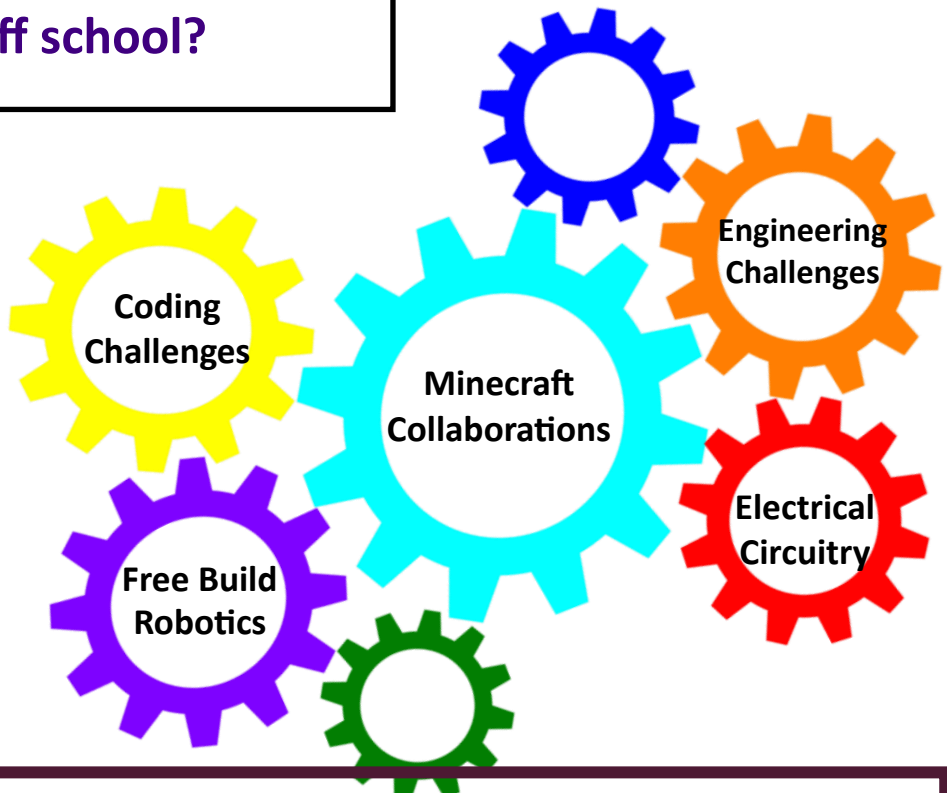 ff school?
Engineering
Challenges
Coding
Challenges
Minecraft
Collaborations
Electrical
Circuitry
Free Build
Robotics